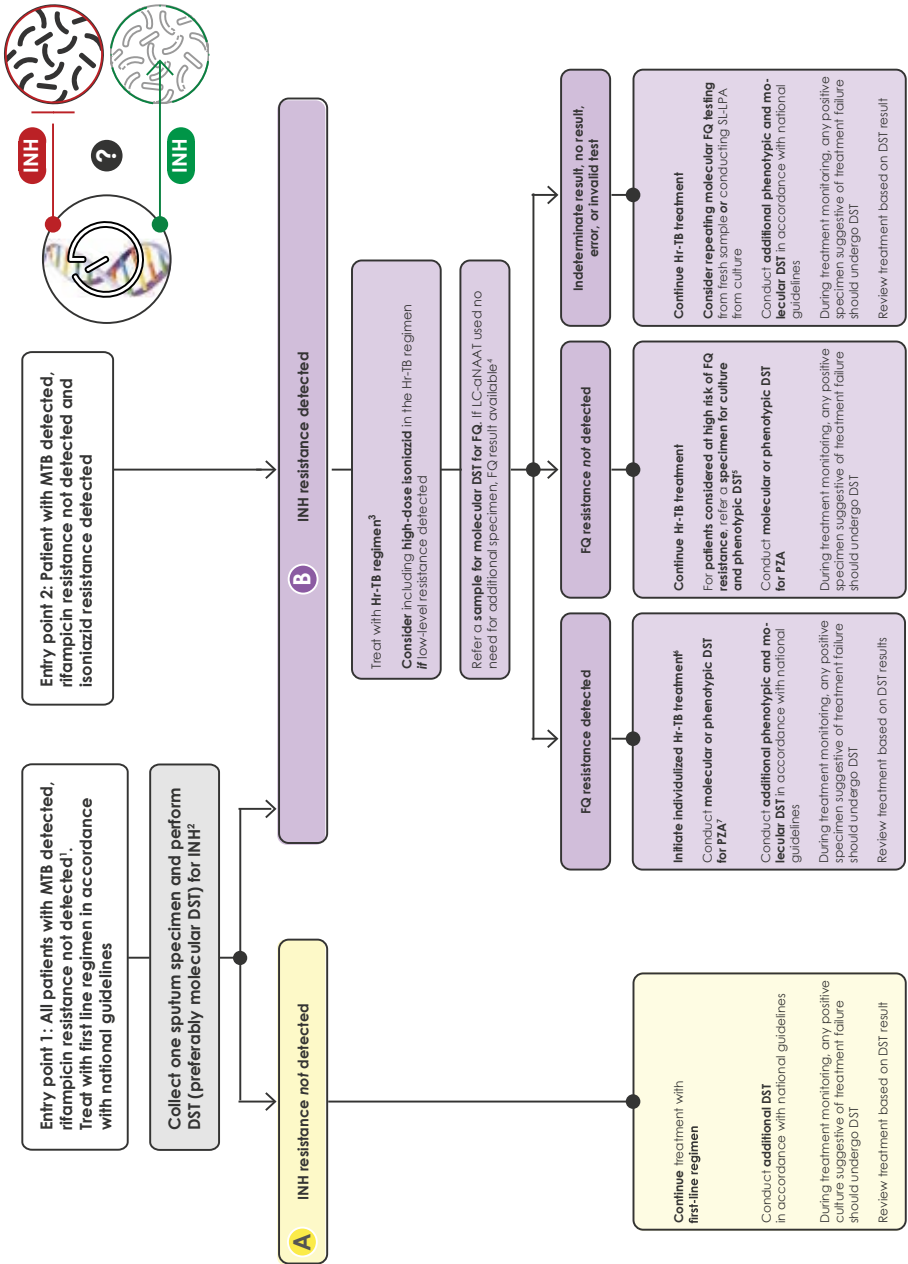 Entry point 1: All patients with MTB detected,
rifampicin resistance not detected¹.
Treat with first line regimen in accordance
with national guidelines
Collect one sputum specimen and perform
DST (preferably molecular DST) for INH²
Entry point 2: Patient with MTB detected,
rifampicin resistance not detected and
isoniazid resistance detected
INH
?
INH
A
INH resistance not detected
B
INH resistance detected
Treat with Hr-TB regimen³
Consider including high-dose isoniazid in the Hr-TB regimen
if low-level resistance detected
Refer a sample for molecular DST for FQ. If LC-aNAAT used no
need for additional specimen, FQ result available⁴
FQ resistance detected
FQ resistance not detected
Indeterminate result, no result,
error, or invalid test
Continue treatment with
first-line regimen
Conduct additional DST
in accordance with national guidelines
During treatment monitoring, any positive
culture suggestive of treatment failure
should undergo DST
Review treatment based on DST result
Initiate individulized Hr-TB treatment⁶
Conduct molecular or phenotypic DST
for PZA⁷
Conduct additional phenotypic and mo-
lecular DST in accordance with national
guidelines
During treatment monitoring, any positive
specimen suggestive of treatment failure
should undergo DST
Review treatment based on DST results
Continue Hr-TB treatment
For patients considered at high risk of FQ
resistance, refer a specimen for culture
and phenotypic DST⁵
Conduct molecular or phenotypic DST
for PZA
During treatment monitoring, any positive
specimen suggestive of treatment failure
should undergo DST
Continue Hr-TB treatment
Consider repeating molecular FQ testing
from fresh sample or conducting SL-LPA
from culture
Conduct additional phenotypic and mo-
lecular DST in accordance with national
guidelines
During treatment monitoring, any positive
specimen suggestive of treatment failure
should undergo DST
Review treatment based on DST result